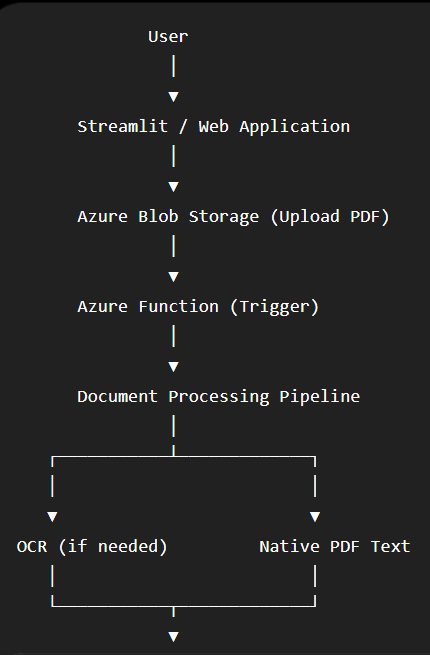 User
Streamlit / Web Application
Azure Blob Storage (Upload PDF)
Azure Function (Trigger)
Document Processing Pipeline
OCR (if needed) Native PDF Text